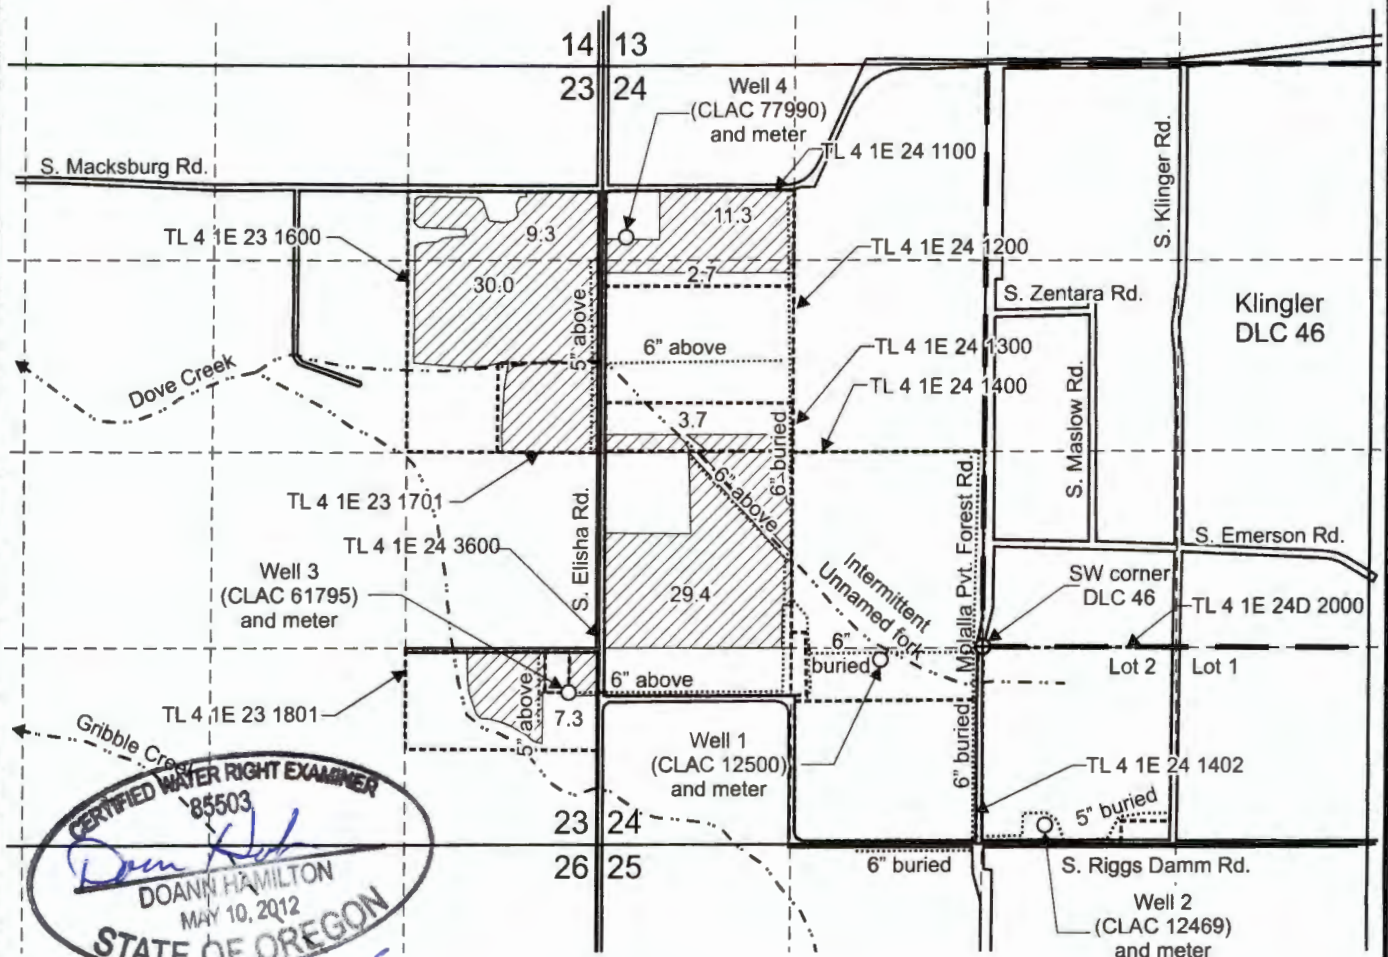 14 13
23 24
Well 4
(CLAC 77990)
and meter
TL 4 1E 24 1100
S. Macksburg Rd.
S. Klinger Rd.
11.3
9.3
TL 4 1E 23 1600
TL 4 1E 24 1200
2.7
30.0
S. Zentara Rd.
Klingler
DLC 46
5" above
6" above
TL 4 1E 24 1300
TL 4 1E 24 1400
Dove Creek
S. Maslow Rd.
3.7
6" buried
6" above
TL 4 1E 23 1701
S. Elisha Rd.
Molalla Pvt. Forest Rd.
TL 4 1E 24 3600
S. Emerson Rd.
Well 3
(CLAC 61795)
and meter
Intermittent
Unnamed fork
SW corner
DLC 46
29.4
TL 4 1E 24D 2000
6"
buried
Lot 2 Lot 1
6" above
5" above
TL 4 1E 23 1801
7.3
Gribble Creek
Well 1
(CLAC 12500)
and meter
6" buried
TL 4 1E 24 1402
5" buried
23 24
26 25
6" buried
S. Riggs Damm Rd.
Well 2
(CLAC 12469)
and meter
CERTIFIED WATER RIGHT EXAMINER
85503
DOANN HAMILTON
MAY 10, 2012
STATE OF OREGON